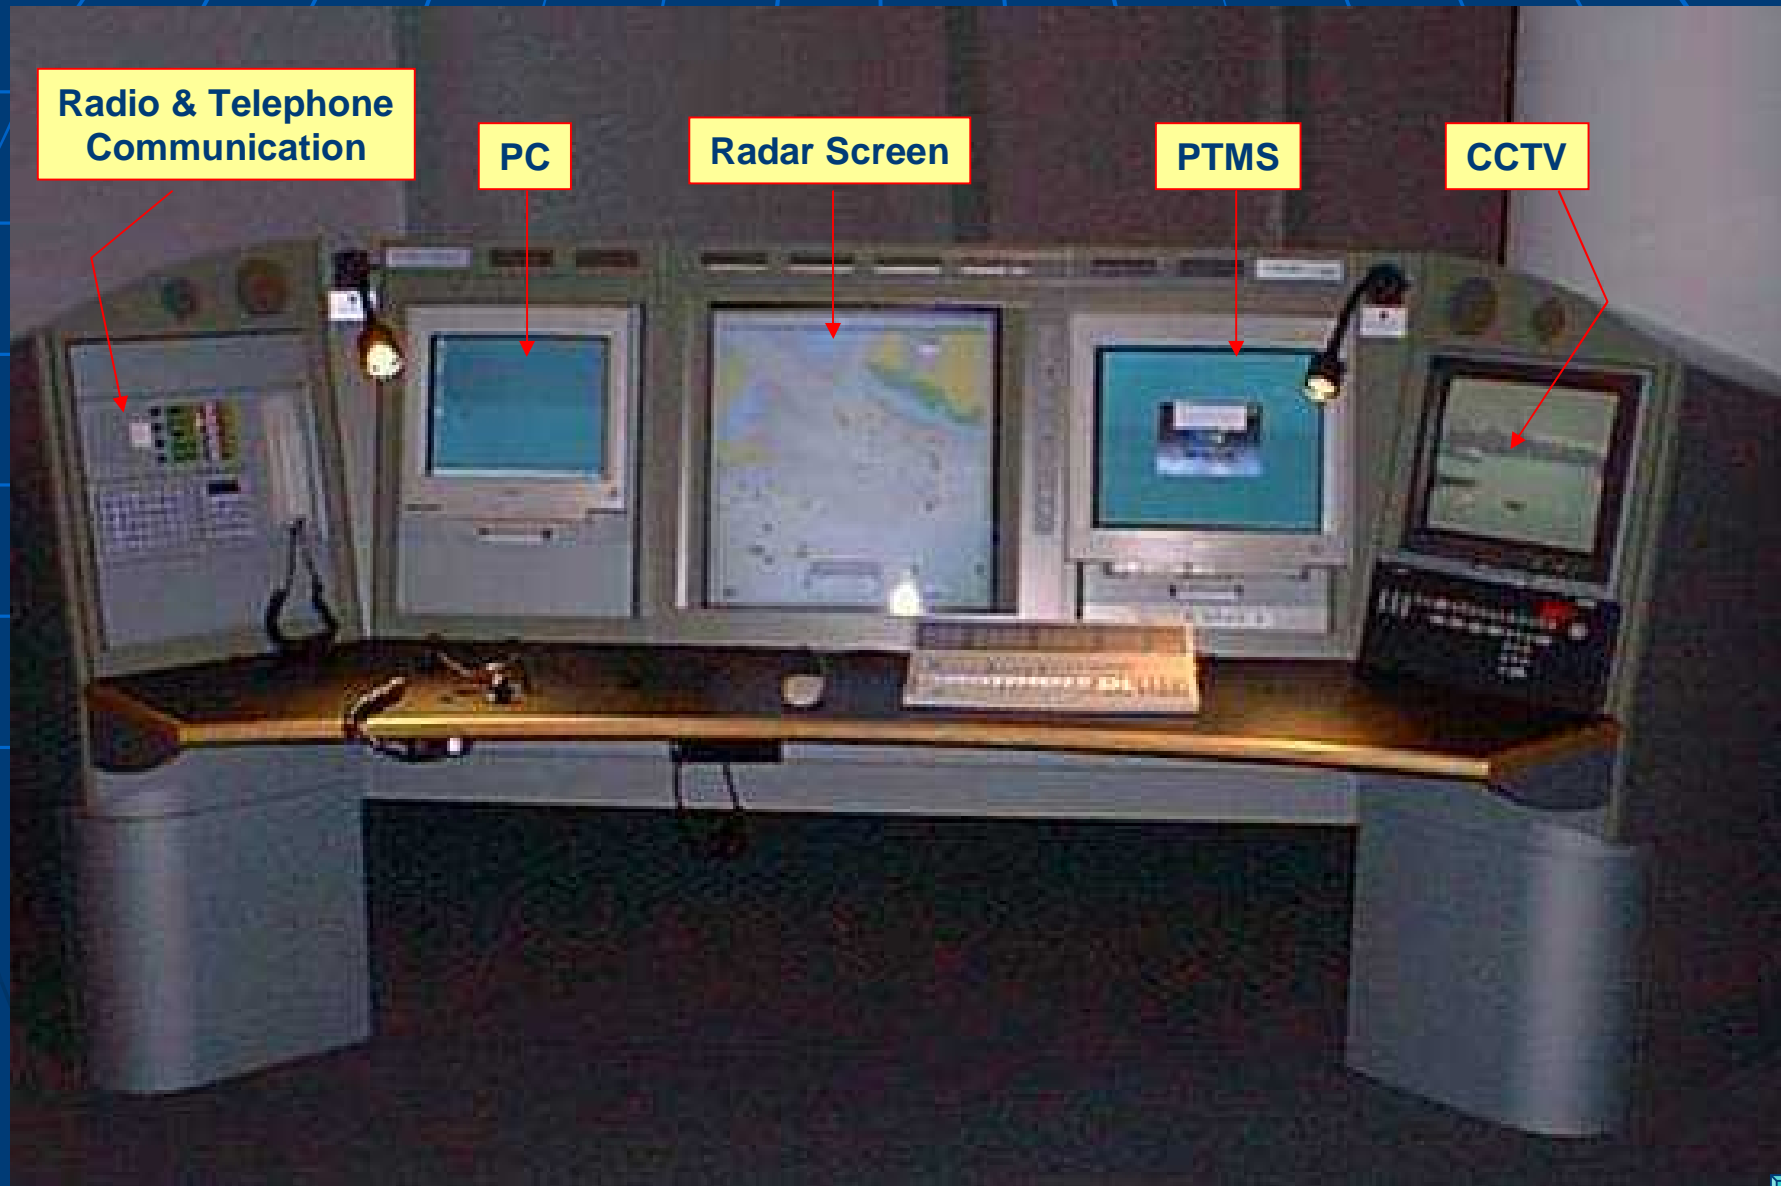 Radio & Telephone
Communication
PC
Radar Screen
PTMS
CCTV